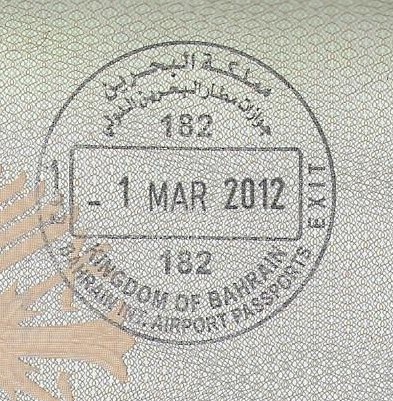 مملكة البحرين
جوازات مطار البحرين الدولي
182
- 1 MAR 2012
EXIT
182
KINGDOM OF BAHRAIN
BAHRAIN INT. AIRPORT PASSPORTS